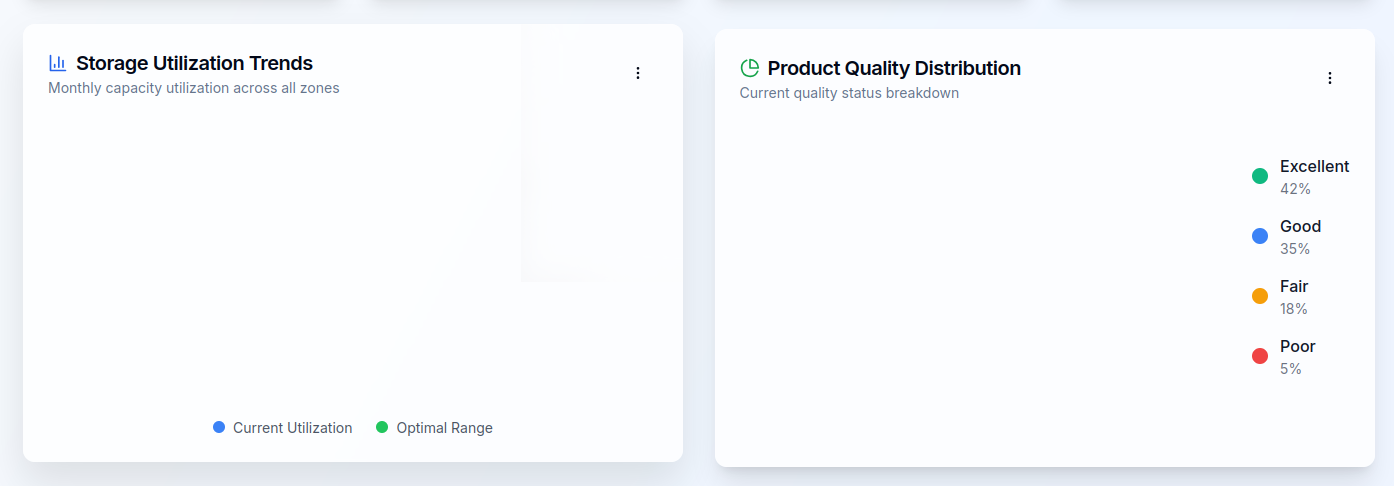 Storage Utilization Trends
Monthly capacity utilization across all zones
Current Utilization
Optimal Range
Product Quality Distribution
Current quality status breakdown
Excellent
42%
Good
35%
Fair
18%
Poor
5%